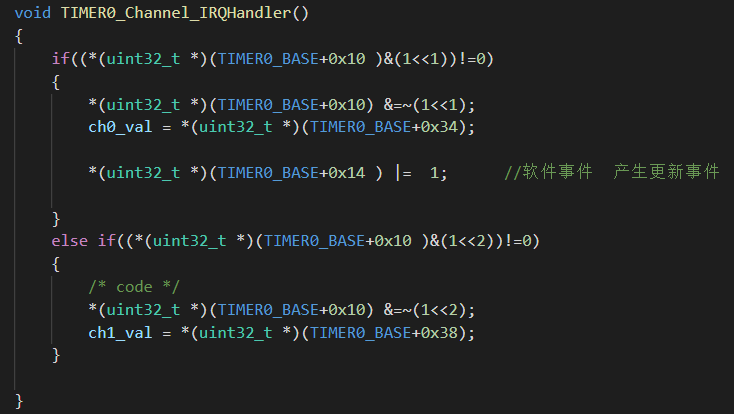 void TIMER0_Channel_IRQHandler()
{
if((*(uint32_t *)(TIMER0_BASE+0x10 )&(1<<1))!=0)
{
*(uint32_t *)(TIMER0_BASE+0x10) &=~(1<<1);
ch0_val = *(uint32_t *)(TIMER0_BASE+0x34);
*(uint32_t *)(TIMER0_BASE+0x14 ) |=  1;      //软件事件  产生更新事件
}
else if((*(uint32_t *)(TIMER0_BASE+0x10 )&(1<<2))!=0)
{
/* code */
*(uint32_t *)(TIMER0_BASE+0x10) &=~(1<<2);
ch1_val = *(uint32_t *)(TIMER0_BASE+0x38);
}
}